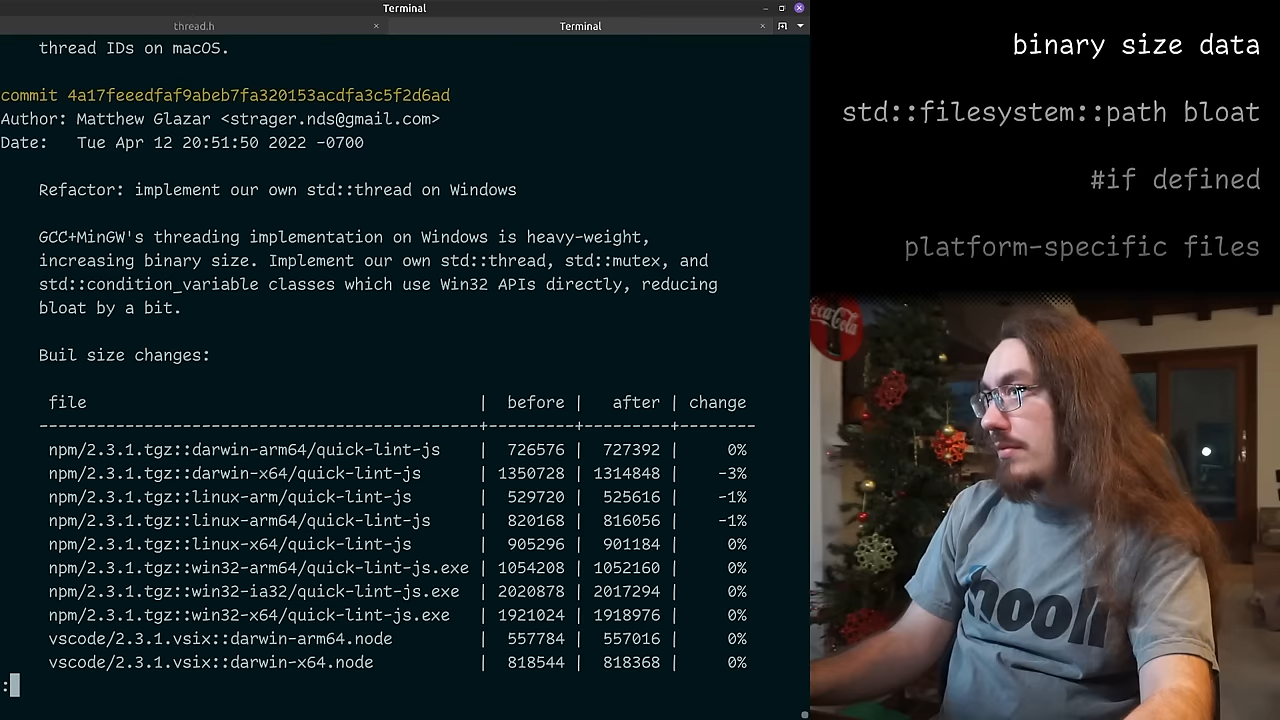 Terminal
thread.h
Terminal
thread IDs on macOS.
commit 4a17feeedfaf9abeb7fa320153acdfa3c5f2d6ad
Author: Matthew Glazar <strager.nds@gmail.com>
Date:   Tue Apr 12 20:51:50 2022 -0700
Refactor: implement our own std::thread on Windows
GCC+MinGW's threading implementation on Windows is heavy-weight,
increasing binary size. Implement our own std::thread, std::mutex, and
std::condition_variable classes which use Win32 APIs directly, reducing
bloat by a bit.
Buil size changes:
file | before | after | change
-----------------------------------------------+---------+---------+--------
npm/2.3.1.tgz::darwin-arm64/quick-lint-js | 726576 | 727392 | 0%
npm/2.3.1.tgz::darwin-x64/quick-lint-js | 1350728 | 1314848 | -3%
npm/2.3.1.tgz::linux-arm/quick-lint-js | 529720 | 525616 | -1%
npm/2.3.1.tgz::linux-arm64/quick-lint-js | 820168 | 816056 | -1%
npm/2.3.1.tgz::linux-x64/quick-lint-js | 905296 | 901184 | 0%
npm/2.3.1.tgz::win32-arm64/quick-lint-js.exe | 1054208 | 1052160 | 0%
npm/2.3.1.tgz::win32-ia32/quick-lint-js.exe | 2020878 | 2017294 | 0%
npm/2.3.1.tgz::win32-x64/quick-lint-js.exe | 1921024 | 1918976 | 0%
vscode/2.3.1.vsix::darwin-arm64.node | 557784 | 557016 | 0%
vscode/2.3.1.vsix::darwin-x64.node | 818544 | 818368 | 0%
:
binary size data
std::filesystem::path bloat
#if defined
platform-specific files
Coca-Cola
hooli